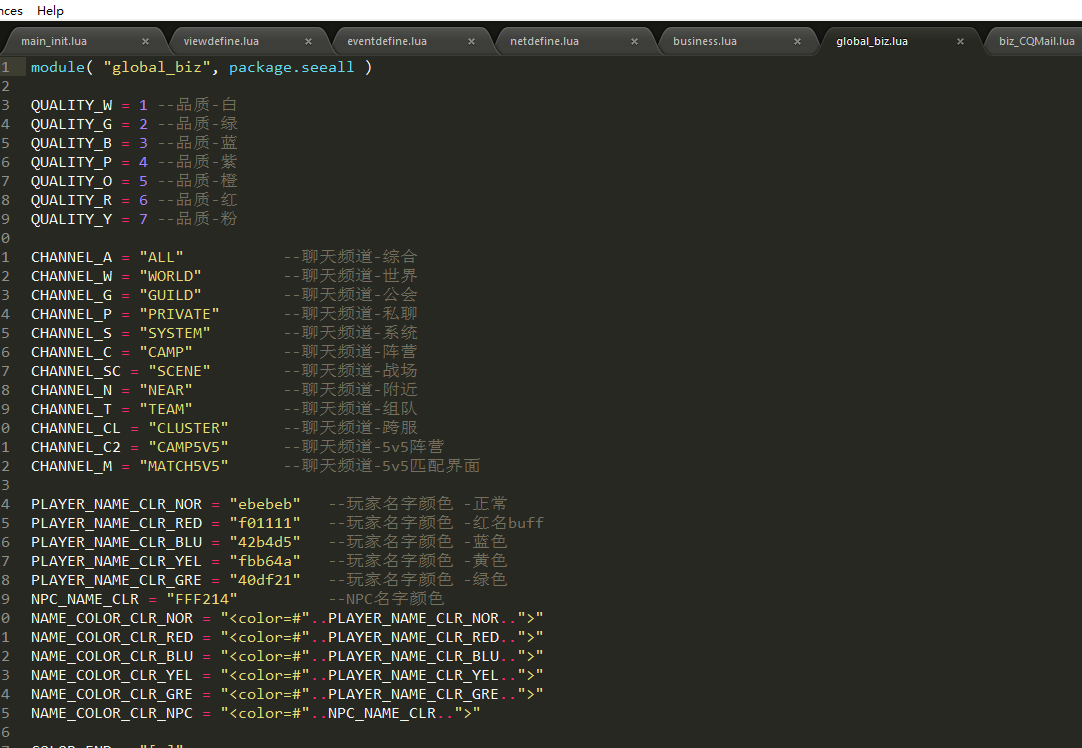 nces Help
main_init.lua × viewdefine.lua × eventdefine.lua × netdefine.lua × business.lua × global_biz.lua × biz_CQMail.lua
1 module( "global_biz", package.seeall )
2
3 QUALITY_W = 1 --品质-白
4 QUALITY_G = 2 --品质-绿
5 QUALITY_B = 3 --品质-蓝
6 QUALITY_P = 4 --品质-紫
7 QUALITY_O = 5 --品质-橙
8 QUALITY_R = 6 --品质-红
9 QUALITY_Y = 7 --品质-粉
0
1 CHANNEL_A = "ALL" --聊天频道-综合
2 CHANNEL_W = "WORLD" --聊天频道-世界
3 CHANNEL_G = "GUILD" --聊天频道-公会
4 CHANNEL_P = "PRIVATE" --聊天频道-私聊
5 CHANNEL_S = "SYSTEM" --聊天频道-系统
6 CHANNEL_C = "CAMP" --聊天频道-阵营
7 CHANNEL_SC = "SCENE" --聊天频道-战场
8 CHANNEL_N = "NEAR" --聊天频道-附近
9 CHANNEL_T = "TEAM" --聊天频道-组队
0 CHANNEL_CL = "CLUSTER" --聊天频道-跨服
1 CHANNEL_C2 = "CAMP5V5" --聊天频道-5v5阵营
2 CHANNEL_M = "MATCH5V5" --聊天频道-5v5匹配界面
3
4 PLAYER_NAME_CLR_NOR = "ebebeb" --玩家名字颜色 -正常
5 PLAYER_NAME_CLR_RED = "f01111" --玩家名字颜色 -红名buff
6 PLAYER_NAME_CLR_BLU = "42b4d5" --玩家名字颜色 -蓝色
7 PLAYER_NAME_CLR_YEL = "fbb64a" --玩家名字颜色 -黄色
8 PLAYER_NAME_CLR_GRE = "40df21" --玩家名字颜色 -绿色
9 NPC_NAME_CLR = "FFF214" --NPC名字颜色
0 NAME_COLOR_CLR_NOR = "<color=#"..PLAYER_NAME_CLR_NOR..">"
1 NAME_COLOR_CLR_RED = "<color=#"..PLAYER_NAME_CLR_RED..">"
2 NAME_COLOR_CLR_BLU = "<color=#"..PLAYER_NAME_CLR_BLU..">"
3 NAME_COLOR_CLR_YEL = "<color=#"..PLAYER_NAME_CLR_YEL..">"
4 NAME_COLOR_CLR_GRE = "<color=#"..PLAYER_NAME_CLR_GRE..">"
5 NAME_COLOR_CLR_NPC = "<color=#"..NPC_NAME_CLR..">"
6